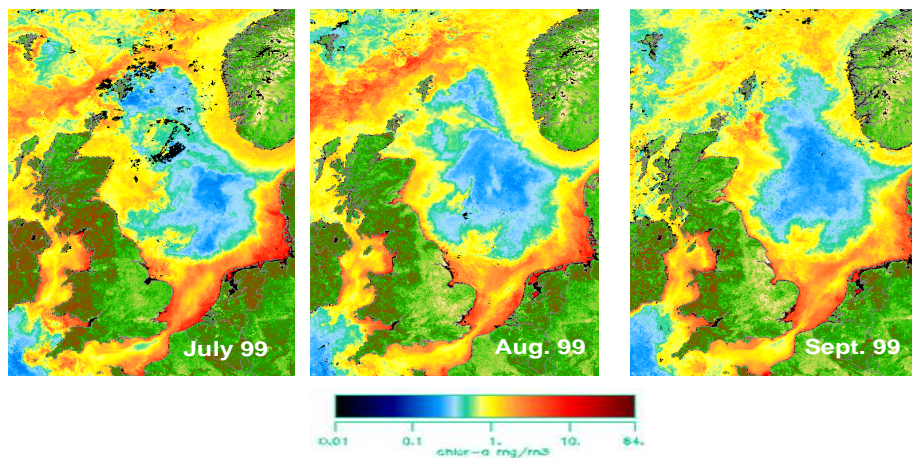 July 99
Aug. 99
Sept. 99
0.01 0.1 1. 10. 64.
chlor-a mg/m3